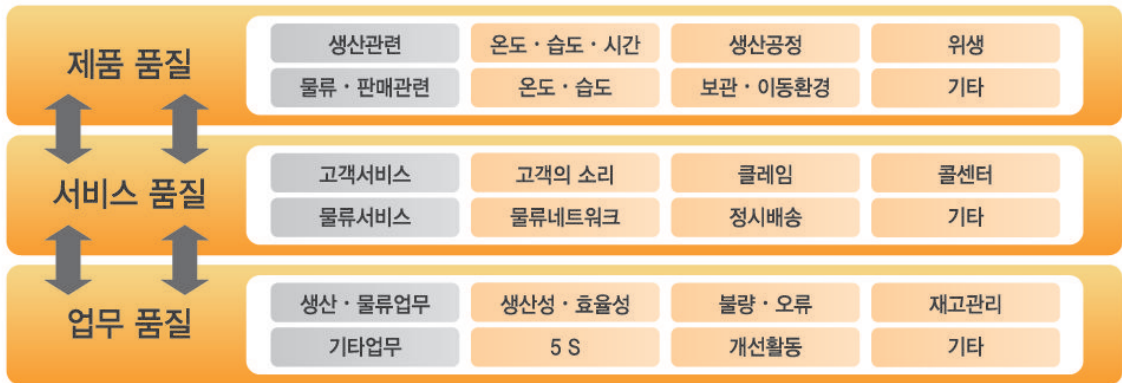 제품 품질
생산관련 온도 · 습도 · 시간 생산공정 위생
물류 · 판매관련 온도 · 습도 보관 · 이동환경 기타
서비스 품질
고객서비스 고객의 소리 클레임 콜센터
물류서비스 물류네트워크 정시배송 기타
업무 품질
생산 · 물류업무 생산성 · 효율성 불량 · 오류 재고관리
기타업무 5 S 개선활동 기타